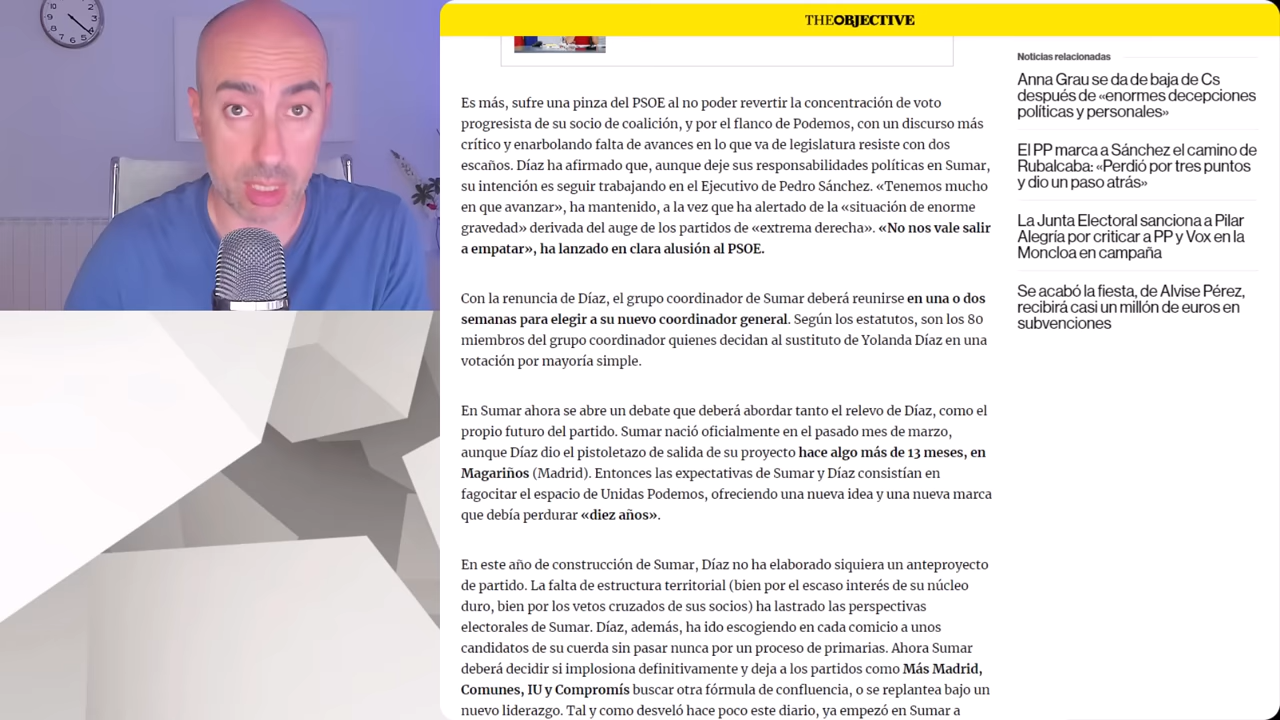 THEOBJECTIVE
Es más, sufre una pinza del PSOE al no poder revertir la concentración de voto
progresista de su socio de coalición, y por el flanco de Podemos, con un discurso más
crítico y enarbolando falta de avances en lo que va de legislatura resiste con dos
escaños. Díaz ha afirmado que, aunque deje sus responsabilidades políticas en Sumar,
su intención es seguir trabajando en el Ejecutivo de Pedro Sánchez. «Tenemos mucho
en que avanzar», ha mantenido, a la vez que ha alertado de la «situación de enorme
gravedad» derivada del auge de los partidos de «extrema derecha». «No nos vale salir
a empatar», ha lanzado en clara alusión al PSOE.
Con la renuncia de Díaz, el grupo coordinador de Sumar deberá reunirse en una o dos
semanas para elegir a su nuevo coordinador general. Según los estatutos, son los 80
miembros del grupo coordinador quienes decidan al sustituto de Yolanda Díaz en una
votación por mayoría simple.
En Sumar ahora se abre un debate que deberá abordar tanto el relevo de Díaz, como el
propio futuro del partido. Sumar nació oficialmente en el pasado mes de marzo,
aunque Díaz dio el pistoletazo de salida de su proyecto hace algo más de 13 meses, en
Magariños (Madrid). Entonces las expectativas de Sumar y Díaz consistían en
fagocitar el espacio de Unidas Podemos, ofreciendo una nueva idea y una nueva marca
que debía perdurar «diez años».
En este año de construcción de Sumar, Díaz no ha elaborado siquiera un anteproyecto
de partido. La falta de estructura territorial (bien por el escaso interés de su núcleo
duro, bien por los vetos cruzados de sus socios) ha lastrado las perspectivas
electorales de Sumar. Díaz, además, ha ido escogiendo en cada comicio a unos
candidatos de su cuerda sin pasar nunca por un proceso de primarias. Ahora Sumar
deberá decidir si implosiona definitivamente y deja a los partidos como Más Madrid,
Comunes, IU y Compromís buscar otra fórmula de confluencia, o se replantea bajo un
nuevo liderazgo. Tal y como desveló hace poco este diario, ya empezó en Sumar a
Noticias relacionadas
Anna Grau se da de baja de Cs
después de «enormes decepciones
políticas y personales»
El PP marca a Sánchez el camino de
Rubalcaba: «Perdió por tres puntos
y dio un paso atrás»
La Junta Electoral sanciona a Pilar
Alegría por criticar a PP y Vox en la
Moncloa en campaña
Se acabó la fiesta, de Alvise Pérez,
recibirá casi un millón de euros en
subvenciones